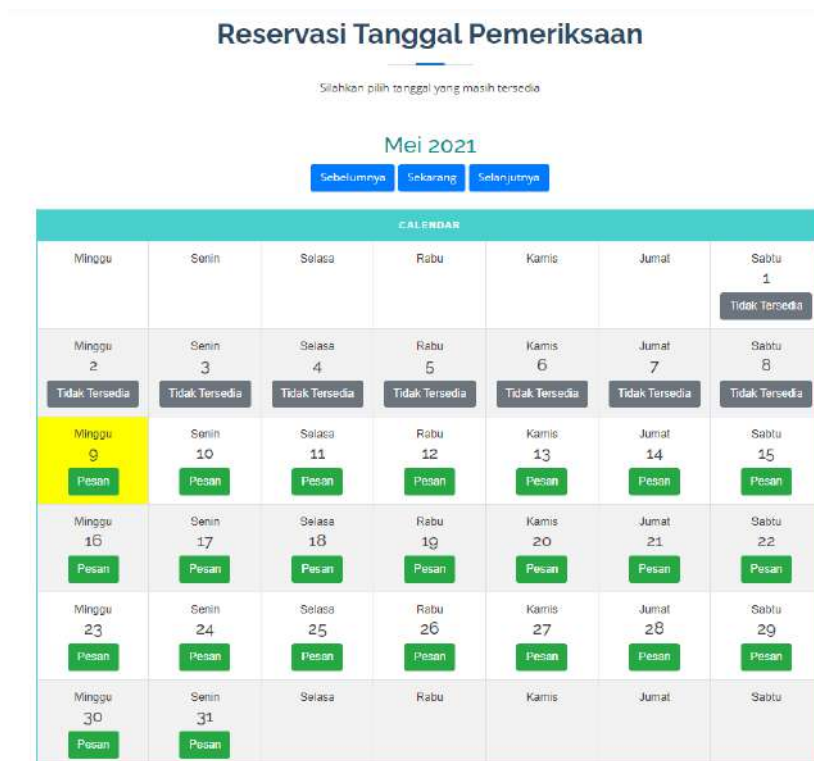 Reservasi Tanggal Pemeriksaan
Silahkan pilih tanggal yang masih tersedia
Mei 2021
Sebelumnya Sekarang Selanjutnya
CALENDAR
Minggu Senin Selasa Rabu Kamis Jumat Sabtu
1
Tidak Tersedia
Minggu Senin Selasa Rabu Kamis Jumat Sabtu
2 3 4 5 6 7 8
Tidak Tersedia Tidak Tersedia Tidak Tersedia Tidak Tersedia Tidak Tersedia Tidak Tersedia Tidak Tersedia
Minggu Senin Selasa Rabu Kamis Jumat Sabtu
9 10 11 12 13 14 15
Pesan Pesan Pesan Pesan Pesan Pesan Pesan
Minggu Senin Selasa Rabu Kamis Jumat Sabtu
16 17 18 19 20 21 22
Pesan Pesan Pesan Pesan Pesan Pesan Pesan
Minggu Senin Selasa Rabu Kamis Jumat Sabtu
23 24 25 26 27 28 29
Pesan Pesan Pesan Pesan Pesan Pesan Pesan
Minggu Senin Selasa Rabu Kamis Jumat Sabtu
30 31
Pesan Pesan